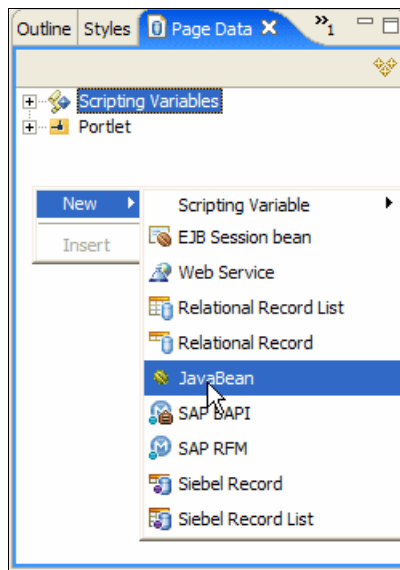 Outline Styles Page Data »1
Scripting Variables
Portlet
New Scripting Variable
EJB Session bean
Insert
Web Service
Relational Record List
Relational Record
JavaBean
SAP BAPI
SAP RFM
Siebel Record
Siebel Record List